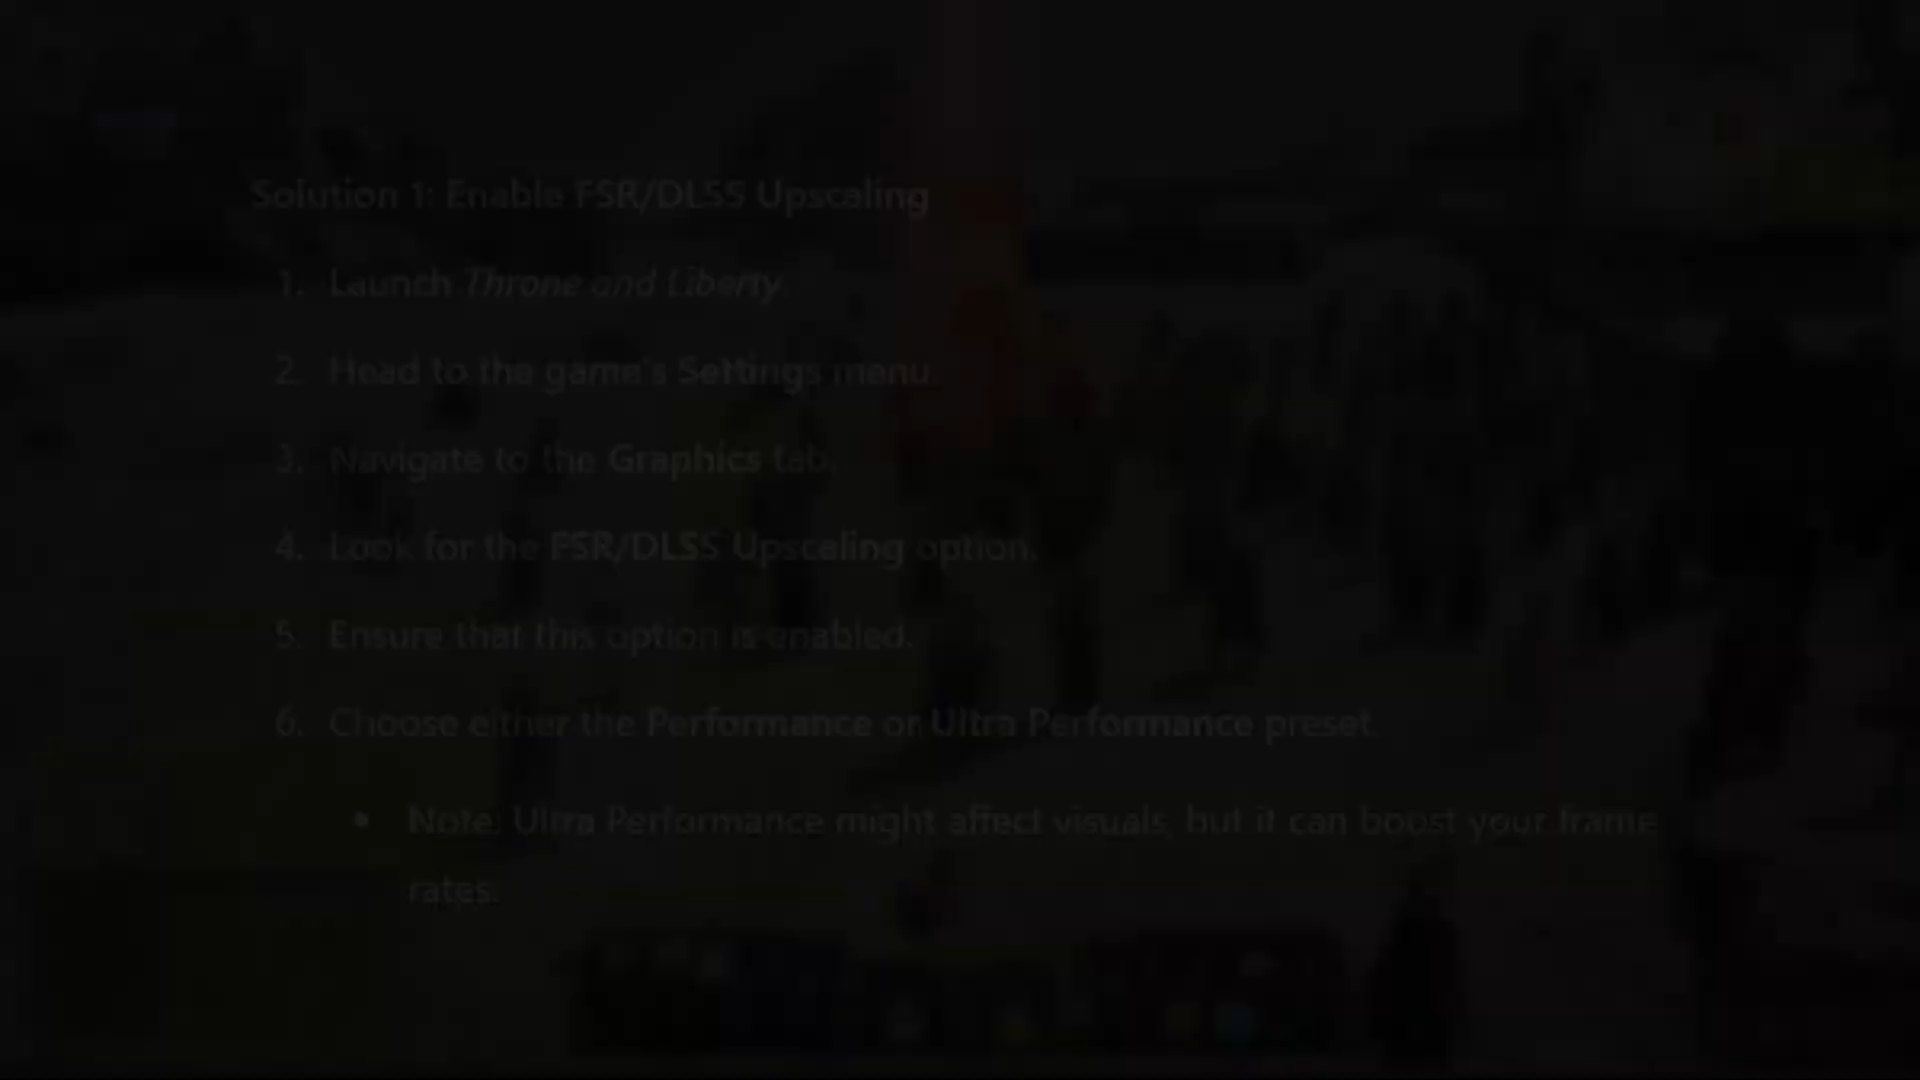 Solution 1: Enable FSR/DLSS Upscaling
1. Launch Throne and Liberty.
2. Head to the game's Settings menu.
3. Navigate to the Graphics tab.
4. Look for the FSR/DLSS Upscaling option.
5. Ensure that this option is enabled.
6. Choose either the Performance or Ultra Performance preset.
• Note: Ultra Performance might affect visuals, but it can boost your frame
rates.